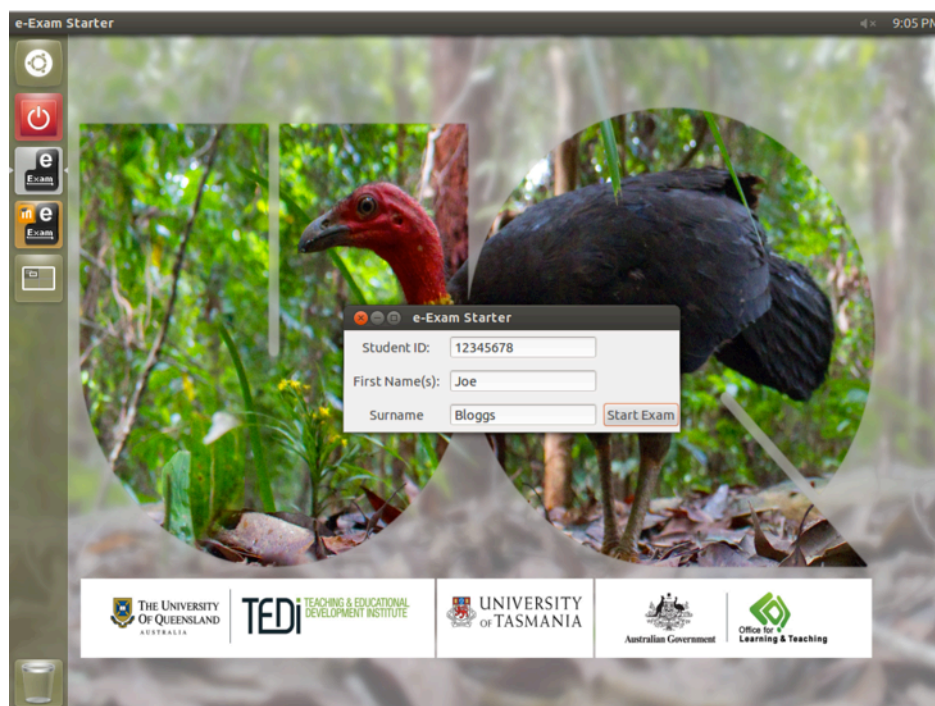 e-Exam Starter
9:05 PM
e
Exam
m e
Exam
e-Exam Starter
Student ID: 12345678
First Name(s): Joe
Surname Bloggs Start Exam
THE UNIVERSITY
OF QUEENSLAND
AUSTRALIA
TEDi TEACHING & EDUCATIONAL
DEVELOPMENT INSTITUTE
UNIVERSITY
OF TASMANIA
Australian Government
Office for
Learning & Teaching